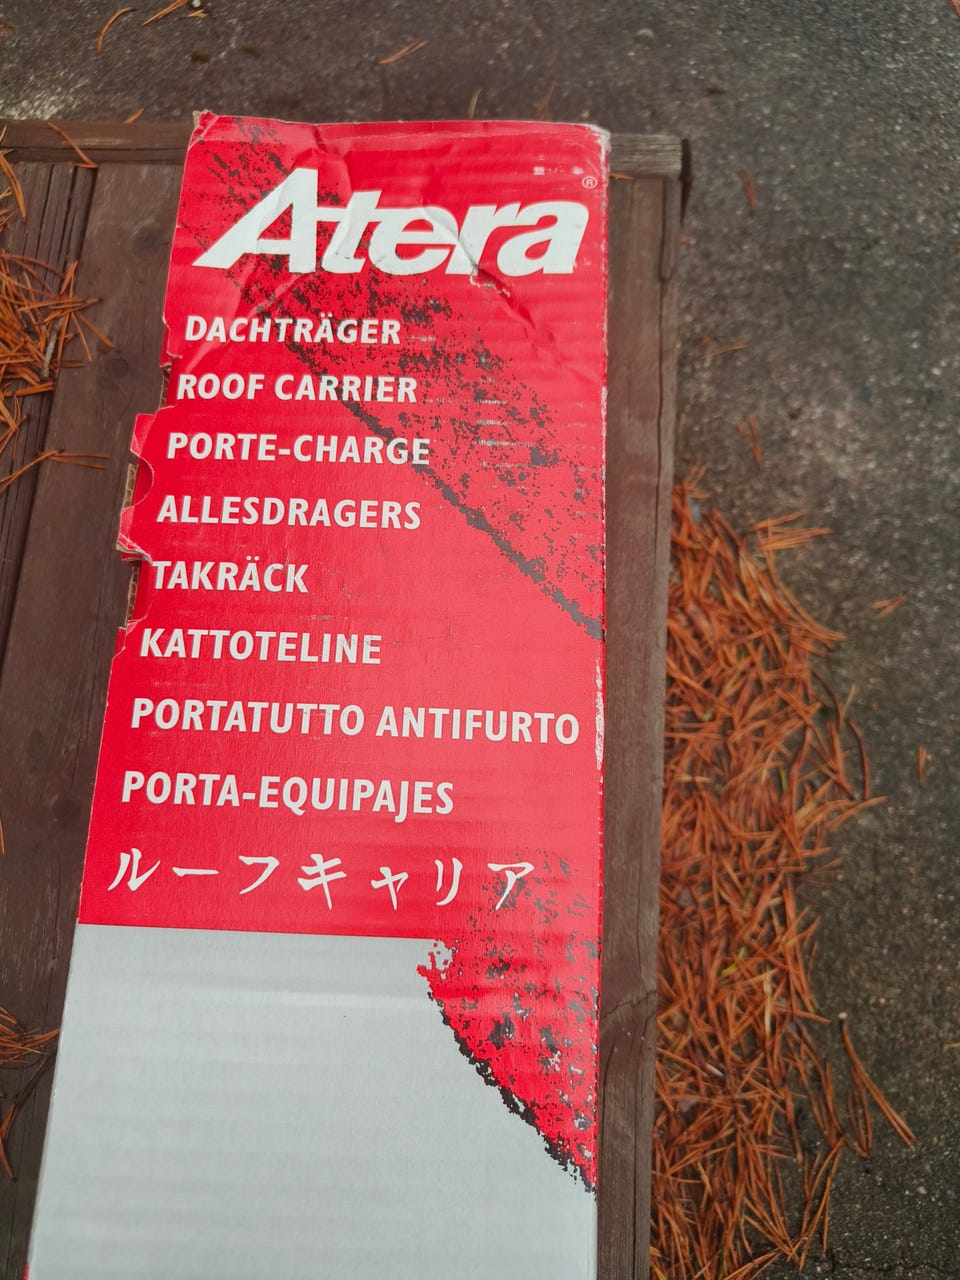 Atera®
DACHTRÄGER
ROOF CARRIER
PORTE-CHARGE
ALLESDRAGERS
TAKRÄCK
KATTOTELINE
PORTATUTTO ANTIFURTO
PORTA-EQUIPAJES
ルーフキャリア